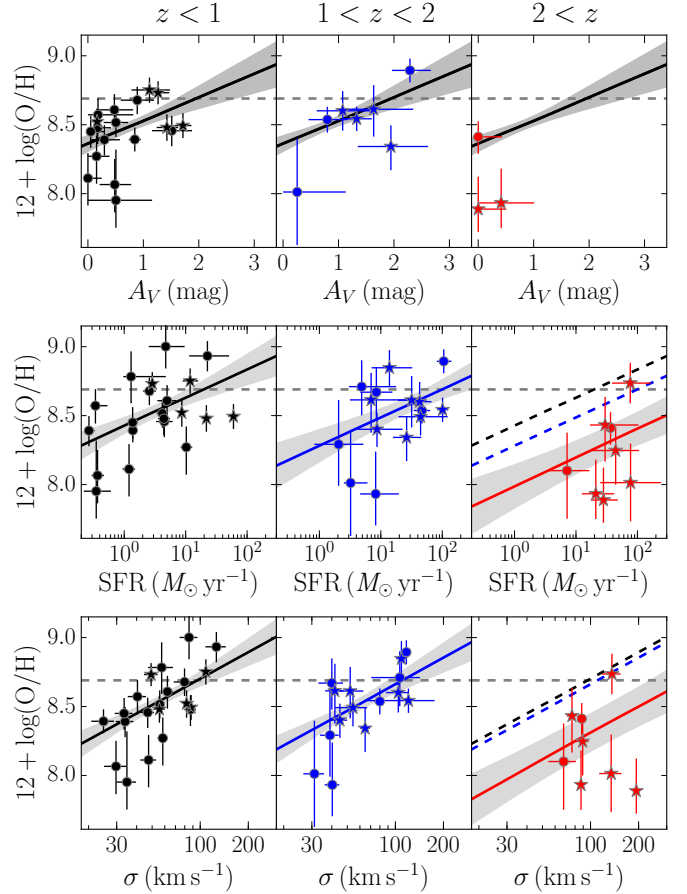 z < 1 1 < z < 2 2 < z
12 + log(O/H)
9.0
8.5
8.0
0 1 2 3 0 1 2 3 0 1 2 3
A_V (mag) A_V (mag) A_V (mag)
12 + log(O/H)
9.0
8.5
8.0
10^0 10^1 10^2 10^0 10^1 10^2 10^0 10^1 10^2
SFR (M_⊙ yr^−1) SFR (M_⊙ yr^−1) SFR (M_⊙ yr^−1)
12 + log(O/H)
9.0
8.5
8.0
30 100 30 100 30 100
σ (km s^−1) σ (km s^−1) σ (km s^−1)